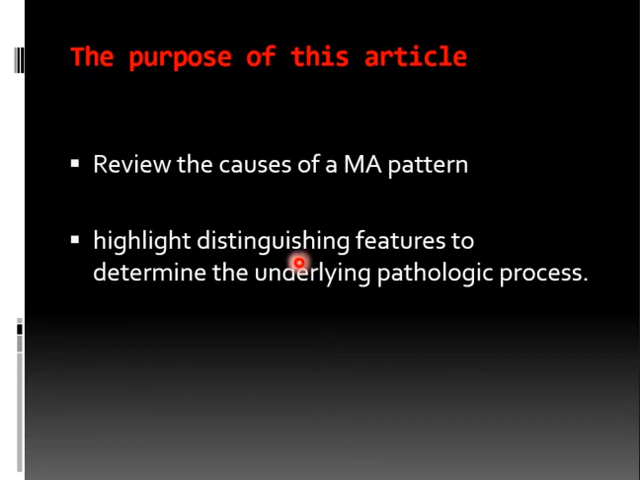 The purpose of this article
Review the causes of a MA pattern
highlight distinguishing features to
determine the underlying pathologic process.